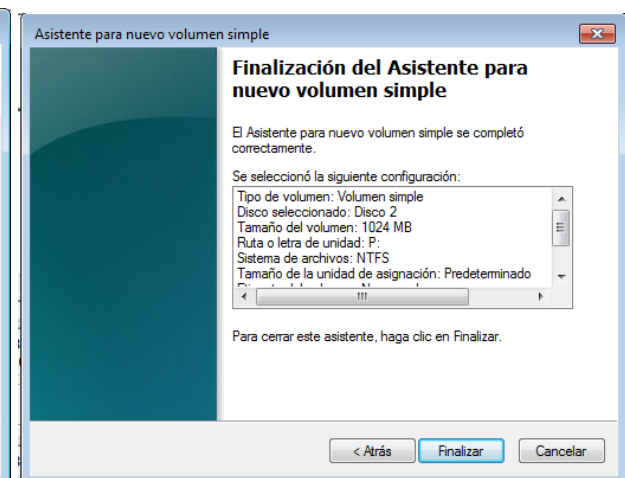 Asistente para nuevo volumen simple
Finalización del Asistente para
nuevo volumen simple
El Asistente para nuevo volumen simple se completó
correctamente.
Se seleccionó la siguiente configuración:
Tipo de volumen: Volumen simple
Disco seleccionado: Disco 2
Tamaño del volumen: 1024 MB
Ruta o letra de unidad: P:
Sistema de archivos: NTFS
Tamaño de la unidad de asignación: Predeterminado
Para cerrar este asistente, haga clic en Finalizar.
< Atrás Finalizar Cancelar